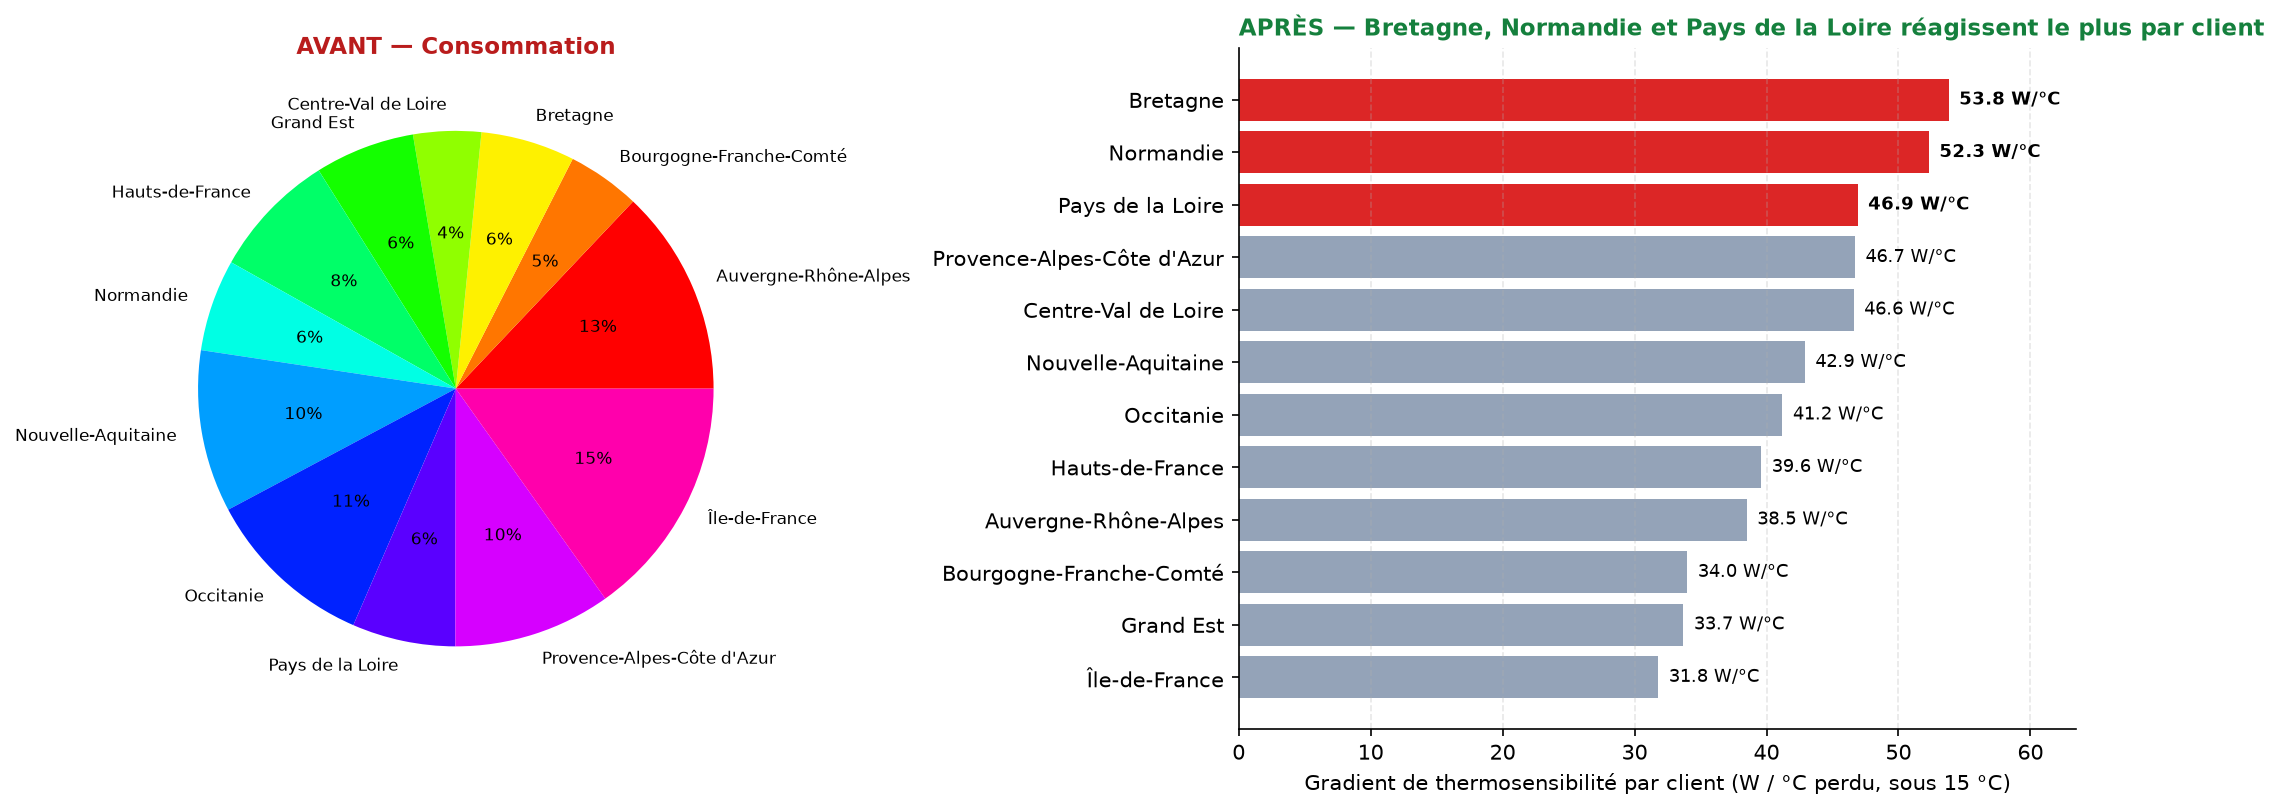 AVANT — Consommation
Centre-Val de Loire
Grand Est
Bretagne
Bourgogne-Franche-Comté
Hauts-de-France
Auvergne-Rhône-Alpes
Normandie
Nouvelle-Aquitaine
Île-de-France
Occitanie
Pays de la Loire
Provence-Alpes-Côte d'Azur
4%
6%
6%
5%
8%
13%
6%
10%
15%
11%
6%
10%
APRÈS — Bretagne, Normandie et Pays de la Loire réagissent le plus par client
Bretagne 53.8 W/°C
Normandie 52.3 W/°C
Pays de la Loire 46.9 W/°C
Provence-Alpes-Côte d'Azur 46.7 W/°C
Centre-Val de Loire 46.6 W/°C
Nouvelle-Aquitaine 42.9 W/°C
Occitanie 41.2 W/°C
Hauts-de-France 39.6 W/°C
Auvergne-Rhône-Alpes 38.5 W/°C
Bourgogne-Franche-Comté 34.0 W/°C
Grand Est 33.7 W/°C
Île-de-France 31.8 W/°C
0 10 20 30 40 50 60
Gradient de thermosensibilité par client (W / °C perdu, sous 15 °C)